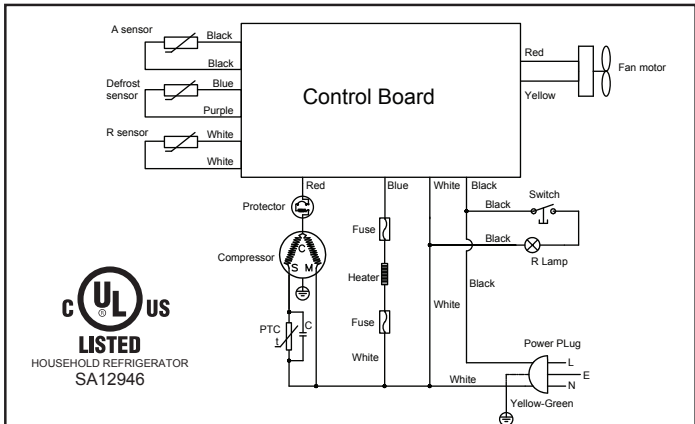 A sensor
Black
Black
Defrost
sensor
Blue
Purple
R sensor
White
White
Control Board
Red
Yellow
Fan motor
Red
Blue
White
Black
Protector
Compressor
C
S M
PTC
t
C
Fuse
Heater
Fuse
White
Black
Switch
Black
R Lamp
Black
White
White
Power PLug
L
E
N
Yellow-Green
C UL US
®
LISTED
HOUSEHOLD REFRIGERATOR
SA12946